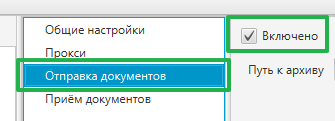 Общие настройки
Включено
Прокси
Отправка документов
Путь к архиву
Приём документов